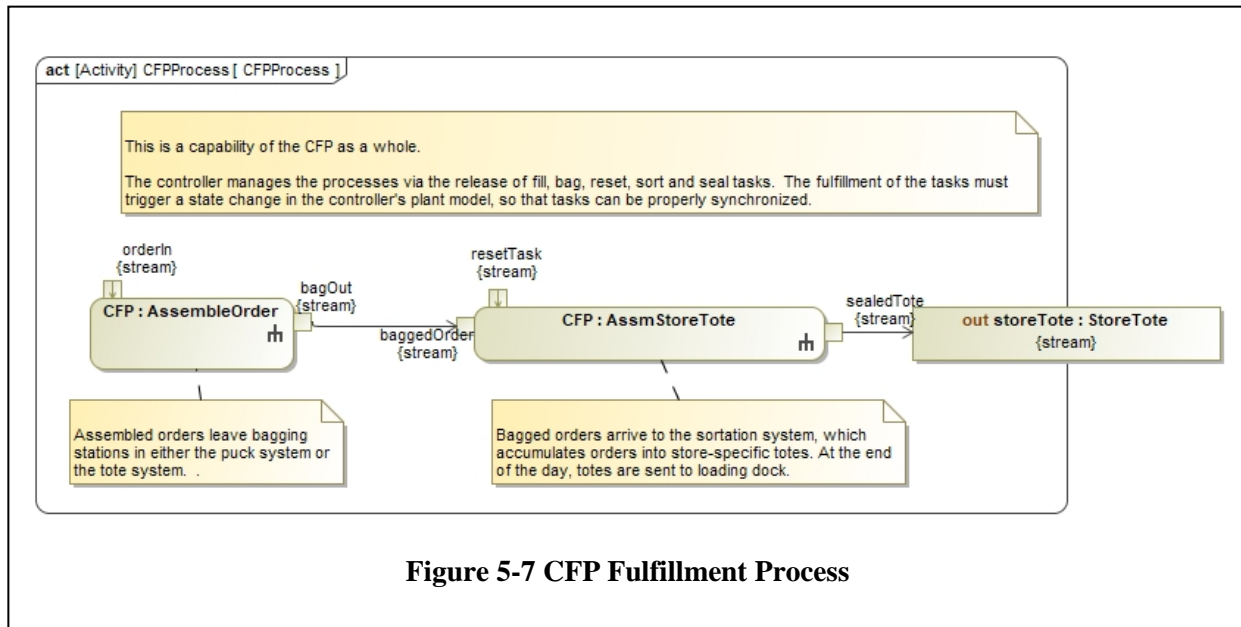 act [Activity] CFPProcess [ CFPProcess ]
This is a capability of the CFP as a whole.
The controller manages the processes via the release of fill, bag, reset, sort and seal tasks. The fulfillment of the tasks must
trigger a state change in the controller's plant model, so that tasks can be properly synchronized.
orderIn
{stream}
CFP : AssembleOrder
bagOut
{stream}
baggedOrder
{stream}
resetTask
{stream}
CFP : AssmStoreTote
sealedTote
{stream}
out storeTote : StoreTote
{stream}
Assembled orders leave bagging
stations in either the puck system or
the tote system. .
Bagged orders arrive to the sortation system, which
accumulates orders into store-specific totes. At the end
of the day, totes are sent to loading dock.
Figure 5-7 CFP Fulfillment Process